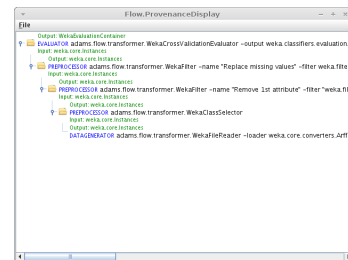 Flow.ProvenanceDisplay
File
Output: WekaEvaluationContainer
EVALUATOR adams.flow.transformer.WekaCrossValidationEvaluator -output weka.classifiers.evaluation.
Input: weka.core.Instances
Output: weka.core.Instances
PREPROCESSOR adams.flow.transformer.WekaFilter -name "Replace missing values" -filter weka.filte
Input: weka.core.Instances
Output: weka.core.Instances
PREPROCESSOR adams.flow.transformer.WekaFilter -name "Remove 1st attribute" -filter "weka.fil
Input: weka.core.Instances
Output: weka.core.Instances
PREPROCESSOR adams.flow.transformer.WekaClassSelector
Input: weka.core.Instances
Output: weka.core.Instances
DATAGENERATOR adams.flow.transformer.WekaFileReader -loader weka.core.converters.Arff